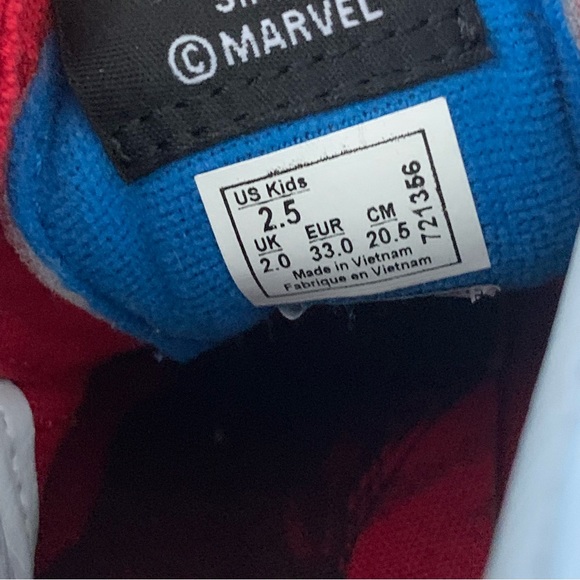 © MARVEL
US Kids
2.5
UK EUR CM
2.0 33.0 20.5
Made in Vietnam
Fabrique en Vietnam
721356